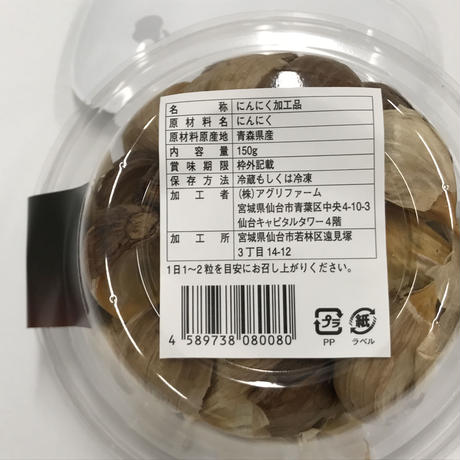 名 称 にんにく加工品
原材料名 にんにく
原材料原産地 青森県産
内容量 150g
賞味期限 枠外記載
保存方法 冷蔵もしくは冷凍
加工者 (株)アグリファーム
宮城県仙台市青葉区中央4-10-3
仙台キャピタルタワー4階
加工所 宮城県仙台市若林区遠見塚
3丁目14-12
1日1~2粒を目安にお召し上がりください。
4 589738 080080
プラ 紙
PP ラベル